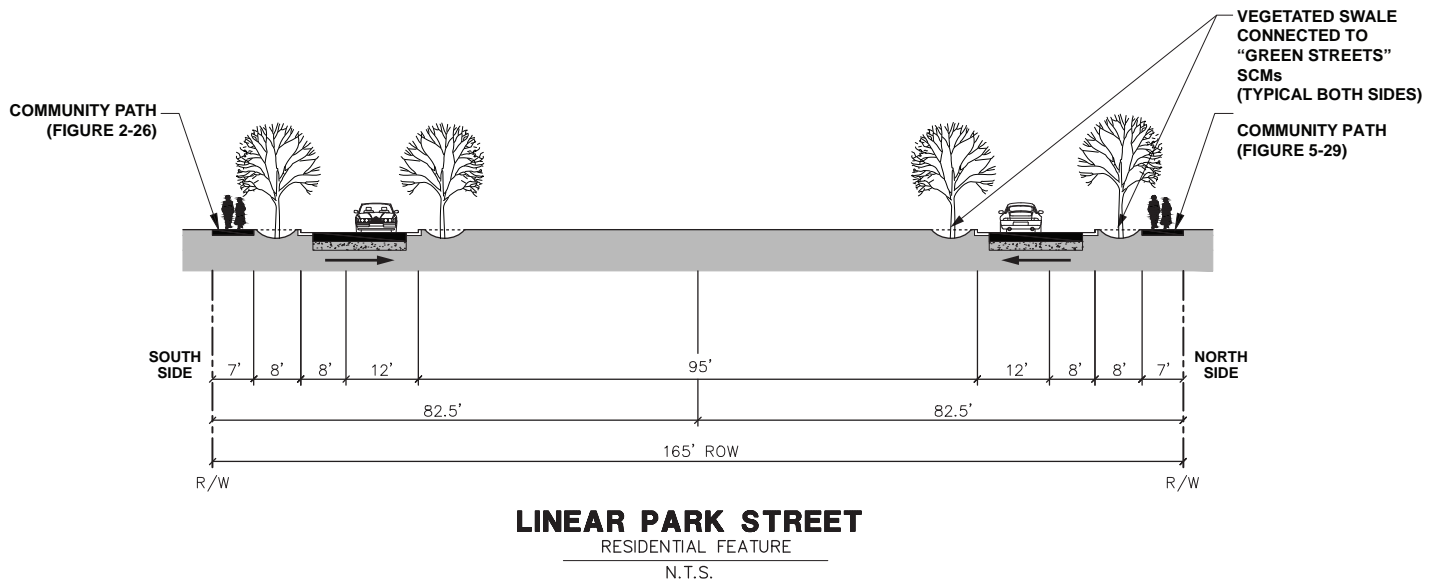 VEGETATED SWALE
CONNECTED TO
“GREEN STREETS”
SCMs
(TYPICAL BOTH SIDES)
COMMUNITY PATH
(FIGURE 2-26)
COMMUNITY PATH
(FIGURE 5-29)
SOUTH
SIDE
7' 8' 8' 12' 95' 12' 8' 8' 7'
NORTH
SIDE
82.5' 82.5'
165' ROW
R/W R/W
LINEAR PARK STREET
RESIDENTIAL FEATURE
N.T.S.